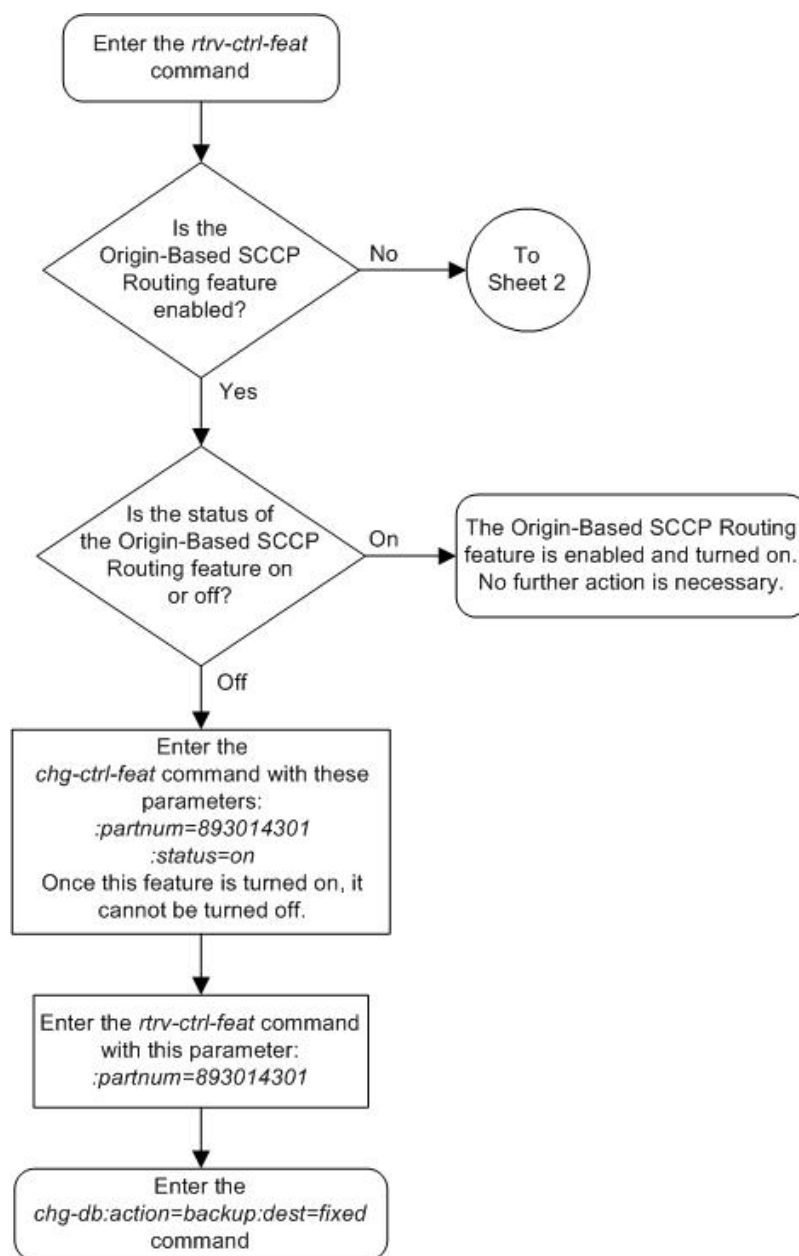 Enter the rtrv-ctrl-feat
command
Is the
Origin-Based SCCP
Routing feature
enabled?
No
To
Sheet 2
Yes
Is the status of
the Origin-Based SCCP
Routing feature on
or off?
On
The Origin-Based SCCP Routing
feature is enabled and turned on.
No further action is necessary.
Off
Enter the
chg-ctrl-feat command with these
parameters:
:partnum=893014301
:status=on
Once this feature is turned on, it
cannot be turned off.
Enter the rtrv-ctrl-feat command
with this parameter:
:partnum=893014301
Enter the
chg-db:action=backup:dest=fixed
command